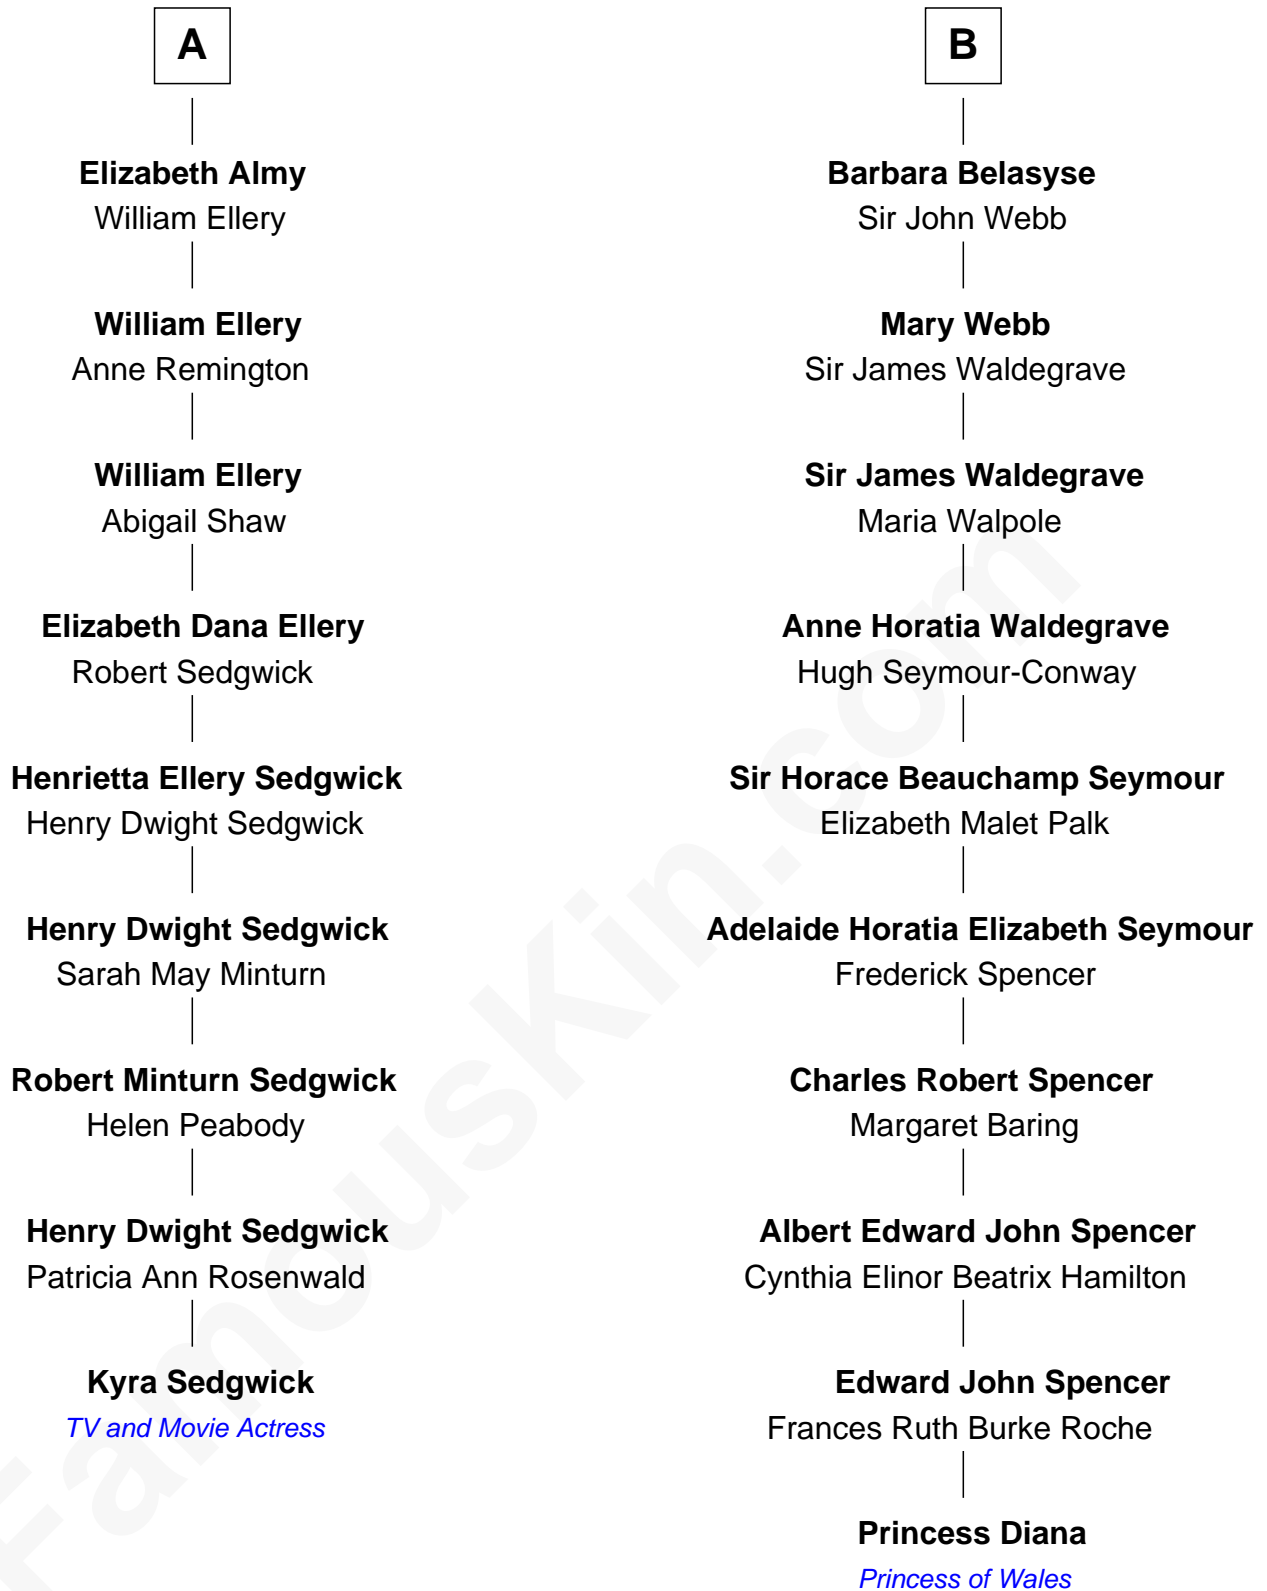 A
Elizabeth Almy
William Ellery
William Ellery
Anne Remington
William Ellery
Abigail Shaw
Elizabeth Dana Ellery
Robert Sedgwick
Henrietta Ellery Sedgwick
Henry Dwight Sedgwick
Henry Dwight Sedgwick
Sarah May Minturn
Robert Minturn Sedgwick
Helen Peabody
Henry Dwight Sedgwick
Patricia Ann Rosenwald
Kyra Sedgwick
TV and Movie Actress
B
Barbara Belasyse
Sir John Webb
Mary Webb
Sir James Waldegrave
Sir James Waldegrave
Maria Walpole
Anne Horatia Waldegrave
Hugh Seymour-Conway
Sir Horace Beauchamp Seymour
Elizabeth Malet Palk
Adelaide Horatia Elizabeth Seymour
Frederick Spencer
Charles Robert Spencer
Margaret Baring
Albert Edward John Spencer
Cynthia Elinor Beatrix Hamilton
Edward John Spencer
Frances Ruth Burke Roche
Princess Diana
Princess of Wales
FamousKin.com